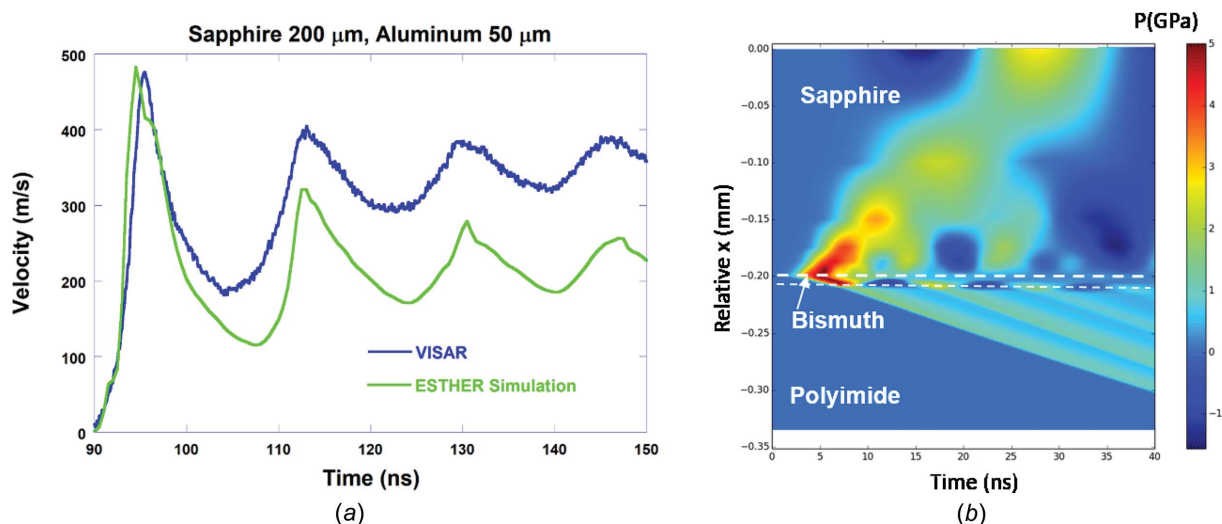 Sapphire 200 μm, Aluminum 50 μm
500
400
300
200
100
0
Velocity (m/s)
VISAR
ESTHER Simulation
90 100 110 120 130 140 150
Time (ns)
(a)
P(GPa)
0.00
−0.05
−0.10
−0.15
−0.20
−0.25
−0.30
−0.35
Relative x (mm)
Sapphire
Bismuth
Polyimide
0 5 10 15 20 25 30 35 40
Time (ns)
5
4
3
2
1
0
−1
(b)